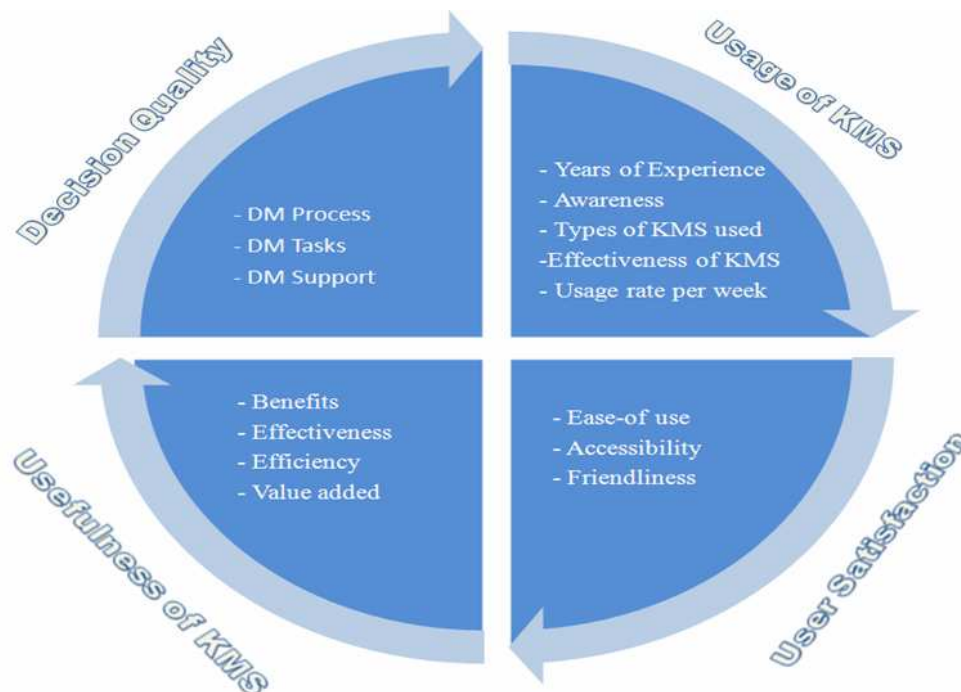 Decision Quality
- DM Process
- DM Tasks
- DM Support
Usage of KMS
- Years of Experience
- Awareness
- Types of KMS used
-Effectiveness of KMS
- Usage rate per week
Usefulness of KMS
- Benefits
- Effectiveness
- Efficiency
- Value added
User Satisfaction
- Ease-of use
- Accessibility
- Friendliness